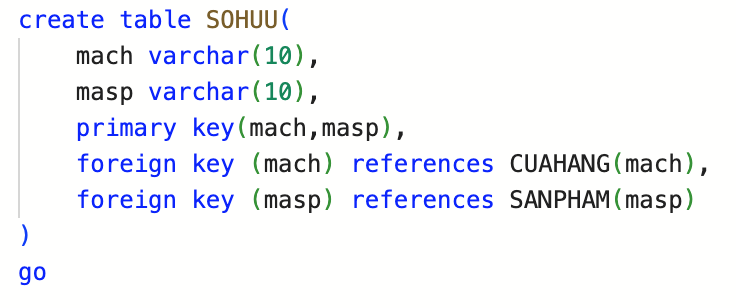 create table SOHUU(
    mach varchar(10),
    masp varchar(10),
    primary key(mach,masp),
    foreign key (mach) references CUAHANG(mach),
    foreign key (masp) references SANPHAM(masp)
)
go